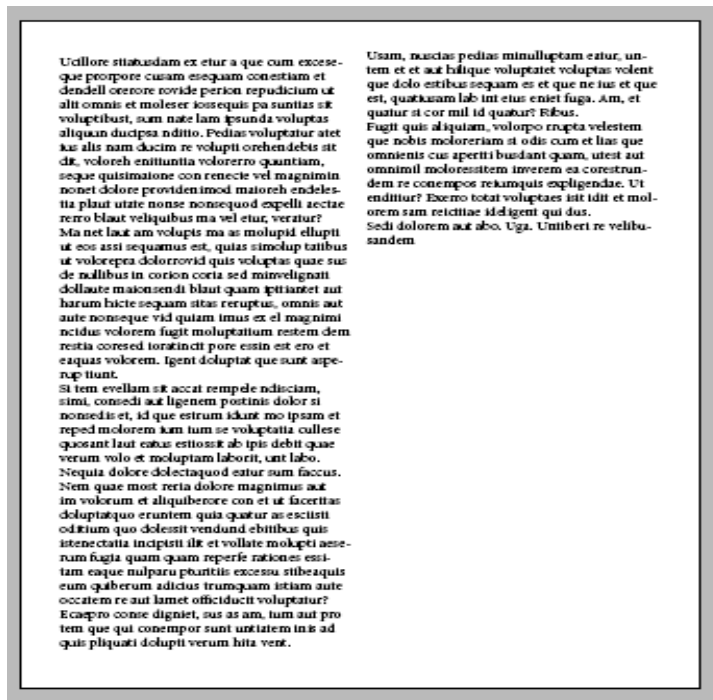 Ucillore sitatusdam ex etur a que cum excese-
que prorpore cusam esequam conestiam et
dendell orerore rovide perion repudicium ut
alit omnis et moleser iossequis pa suntias sit
voluptibust, sum nate lam ipsunda voluptas
aliquun ducipsa nditio. Pedias voluptatur atet
ius alis nam ducim re volupti orehendebis sit
dit, voloreh enitiuntia volorerro quuntiam,
seque quisimaione con renecie vel magnimin
nonet dolore providenimod maioreh endeles-
tia plaut utate nonse nonsequod expelli aectae
rerro blaut veliquibus ma vel etur, veratur?
Ma net laut am volupis ma as molupid ellupti
ut eos assi sequamus est, quias simolup tatibus
ut volorepra dolorrovid quis voluptas quae sus
de nullibus in corion coria sed minvelignati
dollaute maionsendi blaut quam ipitiantet aut
harum hicte sequam sitas reruptus, omnis aut
aute nonseque vid quiam imus ex el magnimi
ncidus volorem fugit moluptatium restem dem
restia coresed ioratincit pore essin est ero et
eaquas volorem. Igent doluptat que sunt aspe-
rup tiunt.
Si tem evellam sit accat rempele ndisciam,
simi, consedi aut ligenem postinis dolor si
nonsedis et, id que estrum idunt mo ipsam et
reped molorem ium ium se voluptatia cullese
quosant laut eatus estiossit ab ipis debit quae
verum volo et moluptam laborit, unt labo.
Nequia dolore dolectaquod eatur sum faccus.
Nem quae most reria dolore magnimus aut
im volorum et aliquiberore con et ut faceritas
doluptatquo eruntem quia quatur as esciisti
oditium quo dolessit vendund ebitibus quis
istenectatia incipisti ilit et vollate molupti aese-
rum fugia quam quam reperfe rationes essi-
tam eaque nulparu pturitiis excessu stibeaquis
eum quiberum adicius trumquam istiam aute
occatem re aut lamet officiducit voluptatur?
Ecaepro conse digniet, sus as am, ium aut pro
tem que qui conempor sunt untiatem inis ad
quis pliquati dolupti verum hita vent.
Usam, nuscias pedias minulluptam eatur, un-
tem et et aut hilique voluptatet voluptas volent
que dolo estibus sequam es et que ne ius et que
est, quatiusam lab int etus eniet fuga. Am, et
quatur si cor mil id quatur? Ribus.
Fugit quis aliquiam, volorpo rrupta velestem
que nobis moloreriam si odis cum et lias que
omnienis cus aperiti busdant quam, utest aut
omnimil moloressitem inverem ea corestrun-
dem re conempos reiumquis expligendae. Ut
enditiur? Exerro totat voluptaes isit idit et mol-
orem sam reicitiae ideligent qui dus.
Sedi dolorem aut abo. Uga. Untiberi re velibu-
sandem